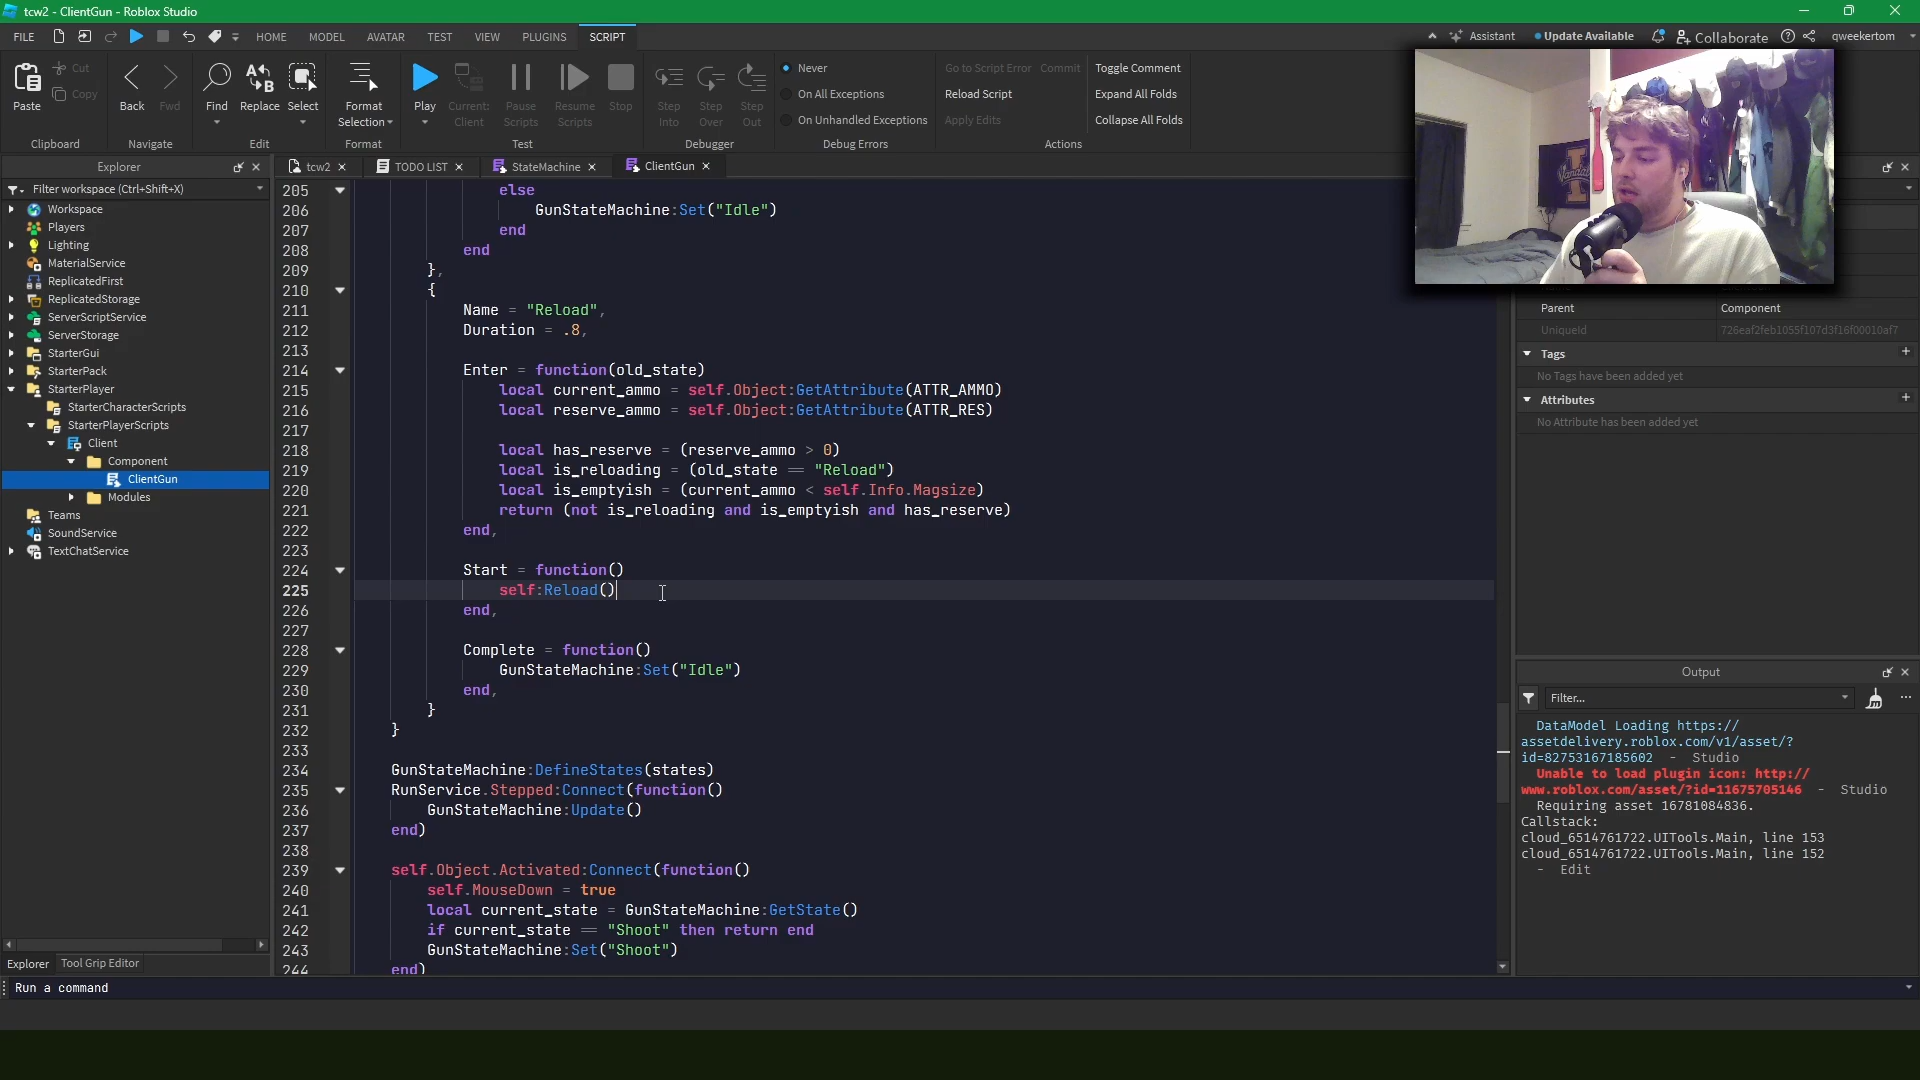 tcw2 - ClientGun - Roblox Studio
FILE HOME MODEL AVATAR TEST VIEW PLUGINS SCRIPT Assistant Update Available Collaborate qweekertom
Paste Cut Copy Back Fwd Find Replace Select Format Selection Play Current: Client Pause Scripts Resume Scripts Stop Step Into Step Over Step Out
Never
On All Exceptions
On Unhandled Exceptions
Go to Script Error Commit Toggle Comment
Reload Script Expand All Folds
Apply Edits Collapse All Folds
Clipboard Navigate Edit Format Test Debugger Debug Errors Actions
Explorer
tcw2 TODO LIST StateMachine ClientGun
Filter workspace (Ctrl+Shift+X)
Workspace
Players
Lighting
MaterialService
ReplicatedFirst
ReplicatedStorage
ServerScriptService
ServerStorage
StarterGui
StarterPack
StarterPlayer
StarterCharacterScripts
StarterPlayerScripts
Client
Component
ClientGun
Modules
Teams
SoundService
TextChatService
Explorer Tool Grip Editor
205 else
206 GunStateMachine:Set("Idle")
207 end
208 end
209 },
210 {
211 Name = "Reload",
212 Duration = .8,
213
214 Enter = function(old_state)
215 local current_ammo = self.Object:GetAttribute(ATTR_AMMO)
216 local reserve_ammo = self.Object:GetAttribute(ATTR_RES)
217
218 local has_reserve = (reserve_ammo > 0)
219 local is_reloading = (old_state == "Reload")
220 local is_emptyish = (current_ammo < self.Info.Magsize)
221 return (not is_reloading and is_emptyish and has_reserve)
222 end,
223
224 Start = function()
225 self:Reload()
226 end,
227
228 Complete = function()
229 GunStateMachine:Set("Idle")
230 end,
231 }
232 }
233
234 GunStateMachine:DefineStates(states)
235 RunService.Stepped:Connect(function()
236 GunStateMachine:Update()
237 end)
238
239 self.Object.Activated:Connect(function()
240 self.MouseDown = true
241 local current_state = GunStateMachine:GetState()
242 if current_state == "Shoot" then return end
243 GunStateMachine:Set("Shoot")
244 end)
Parent Component
UniqueId 726eaf2feb1055f107d3f16f00010af7
Tags
No Tags have been added yet
Attributes
No Attribute has been added yet
Output
Filter...
DataModel Loading https://
assetdelivery.roblox.com/v1/asset/?
id=82753167185602 - Studio
Unable to load plugin icon: http://
www.roblox.com/asset/?id=11675705146 - Studio
Requiring asset 16781084836.
Callstack:
cloud_6514761722.UITools.Main, line 153
cloud_6514761722.UITools.Main, line 152
- Edit
Run a command